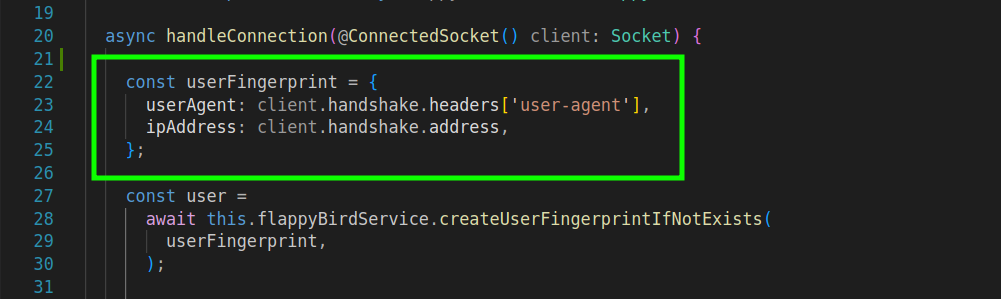 19
20 async handleConnection(@ConnectedSocket() client: Socket) {
21
22 const userFingerprint = {
23 userAgent: client.handshake.headers['user-agent'],
24 ipAddress: client.handshake.address,
25 };
26
27 const user =
28 await this.flappyBirdService.createUserFingerprintIfNotExists(
29 userFingerprint,
30 );
31